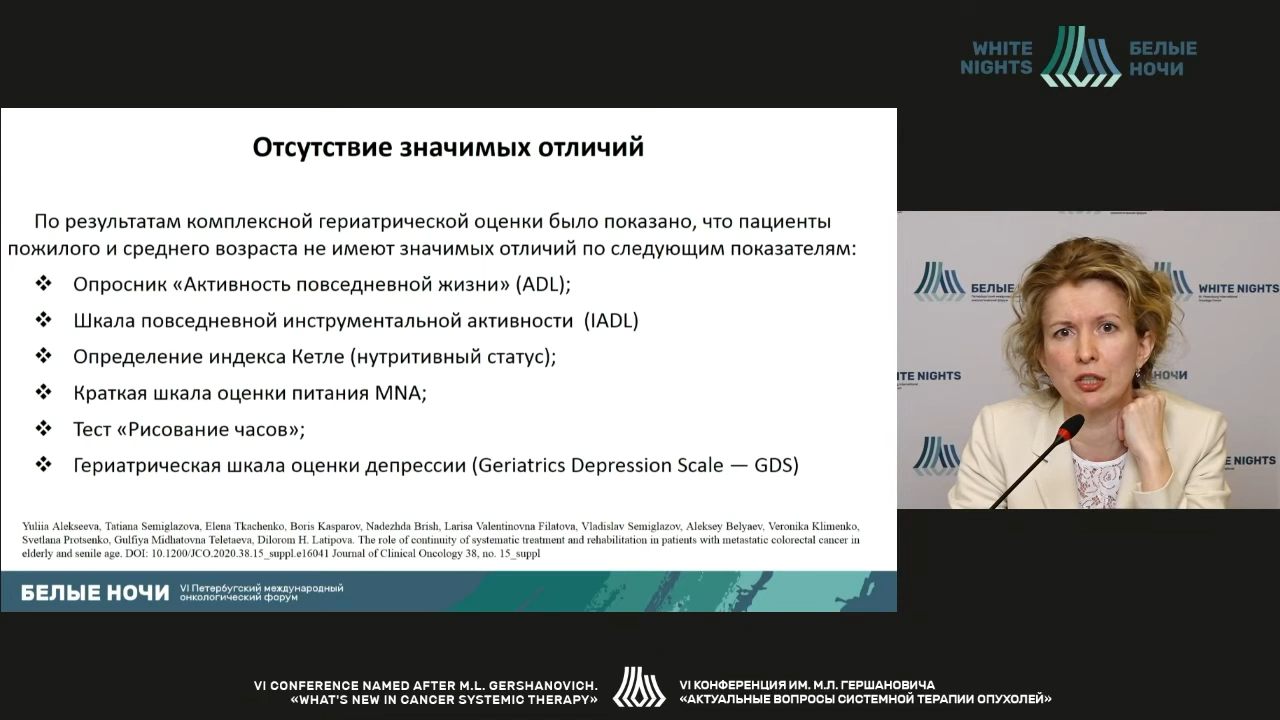 WHITE
NIGHTS
БЕЛЫЕ
НОЧИ
Отсутствие значимых отличий
По результатам комплексной гериатрической оценки было показано, что пациенты
пожилого и среднего возраста не имеют значимых отличий по следующим показателям:
❖ Опросник «Активность повседневной жизни» (ADL);
❖ Шкала повседневной инструментальной активности (IADL)
❖ Определение индекса Кетле (нутритивный статус);
❖ Краткая шкала оценки питания MNA;
❖ Тест «Рисование часов»;
❖ Гериатрическая шкала оценки депрессии (Geriatrics Depression Scale — GDS)
Yuliia Alekseeva, Tatiana Semiglazova, Elena Tkachenko, Boris Kasparov, Nadezhda Brish, Larisa Valentinovna Filatova, Vladislav Semiglazov, Aleksey Belyaev, Veronika Klimenko,
Svetlana Protsenko, Gulfiya Midhatovna Teletaeva, Dilorom H. Latipova. The role of continuity of systematic treatment and rehabilitation in patients with metastatic colorectal cancer in
elderly and senile age. DOI: 10.1200/JCO.2020.38.15_suppl.e16041 Journal of Clinical Oncology 38, no. 15_suppl
БЕЛЫЕ НОЧИ
VI Петербургский международный
онкологический форум
БЕЛЫЕ
WHITE NIGHTS
TE NIGHTS
НОЧИ
E NIGHTS
VI CONFERENCE NAMED AFTER M.L. GERSHANOVICH.
«WHAT'S NEW IN CANCER SYSTEMIC THERAPY»
VI КОНФЕРЕНЦИЯ ИМ. М.Л. ГЕРШАНОВИЧА
«АКТУАЛЬНЫЕ ВОПРОСЫ СИСТЕМНОЙ ТЕРАПИИ ОПУХОЛЕЙ»